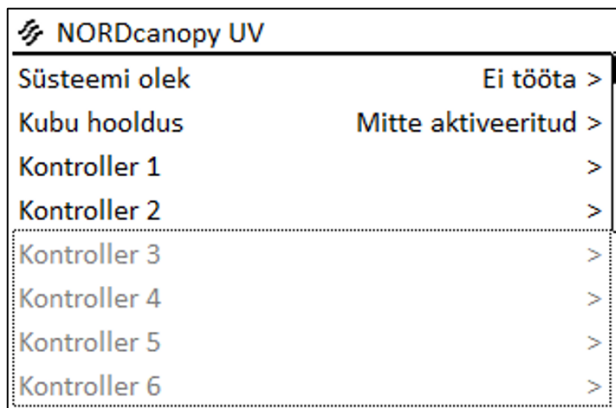 NORDcanopy UV
Süsteemi olek Ei tööta >
Kubu hooldus Mitte aktiveeritud >
Kontroller 1 >
Kontroller 2 >
Kontroller 3 >
Kontroller 4 >
Kontroller 5 >
Kontroller 6 >